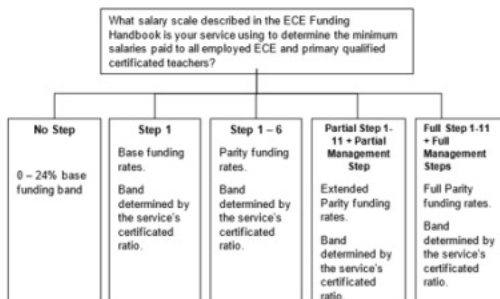 What salary scale described in the ECE Funding
Handbook is your service using to determine the minimum
salaries paid to all employed ECE and primary qualified
certificated teachers?
No Step
0 – 24% base
funding band
Step 1
Base funding
rates.
Band
determined by
the service's
certificated
ratio.
Step 1 – 6
Parity funding
rates.
Band
determined by
the service's
certificated
ratio.
Partial Step 1-
11 + Partial
Management
Step
Extended
Parity funding
rates.
Band
determined by
the service's
certificated
ratio.
Full Step 1-11
+ Full
Management
Steps
Full Parity
funding rates.
Band
determined by
the service's
certificated
ratio.